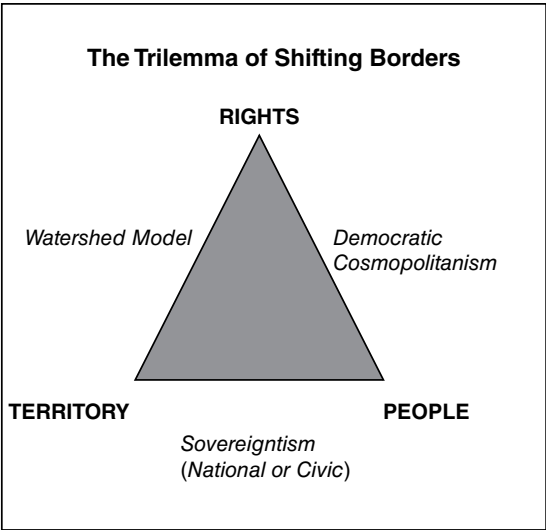 The Trilemma of Shifting Borders
RIGHTS
Watershed Model
Democratic
Cosmopolitanism
TERRITORY
PEOPLE
Sovereigntism
(National or Civic)